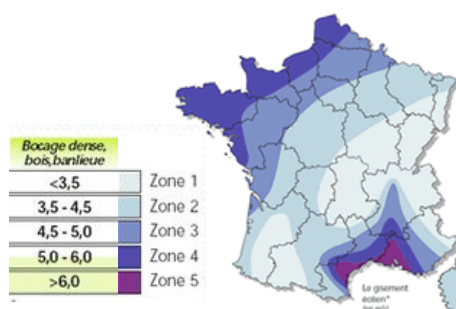 Bocage dense,
bois,banlieue
<3,5 Zone 1
3,5 - 4,5 Zone 2
4,5 - 5,0 Zone 3
5,0 - 6,0 Zone 4
>6,0 Zone 5
Le gisement
éolien*